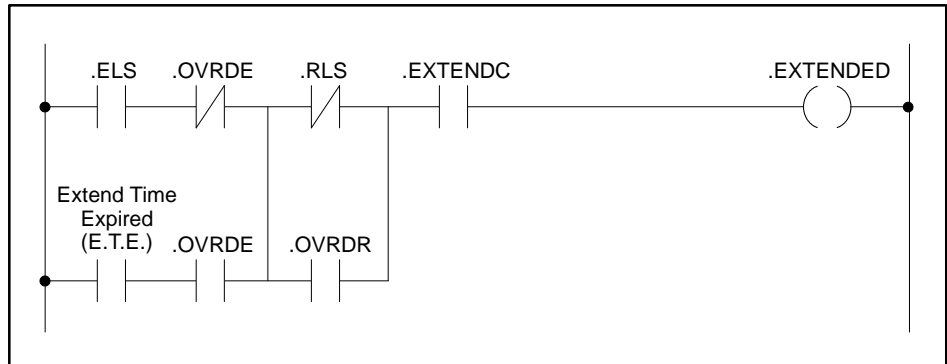 .ELS .OVRDE .RLS .EXTENDC .EXTENDED
Extend Time
Expired
(E.T.E.) .OVRDE .OVRDR